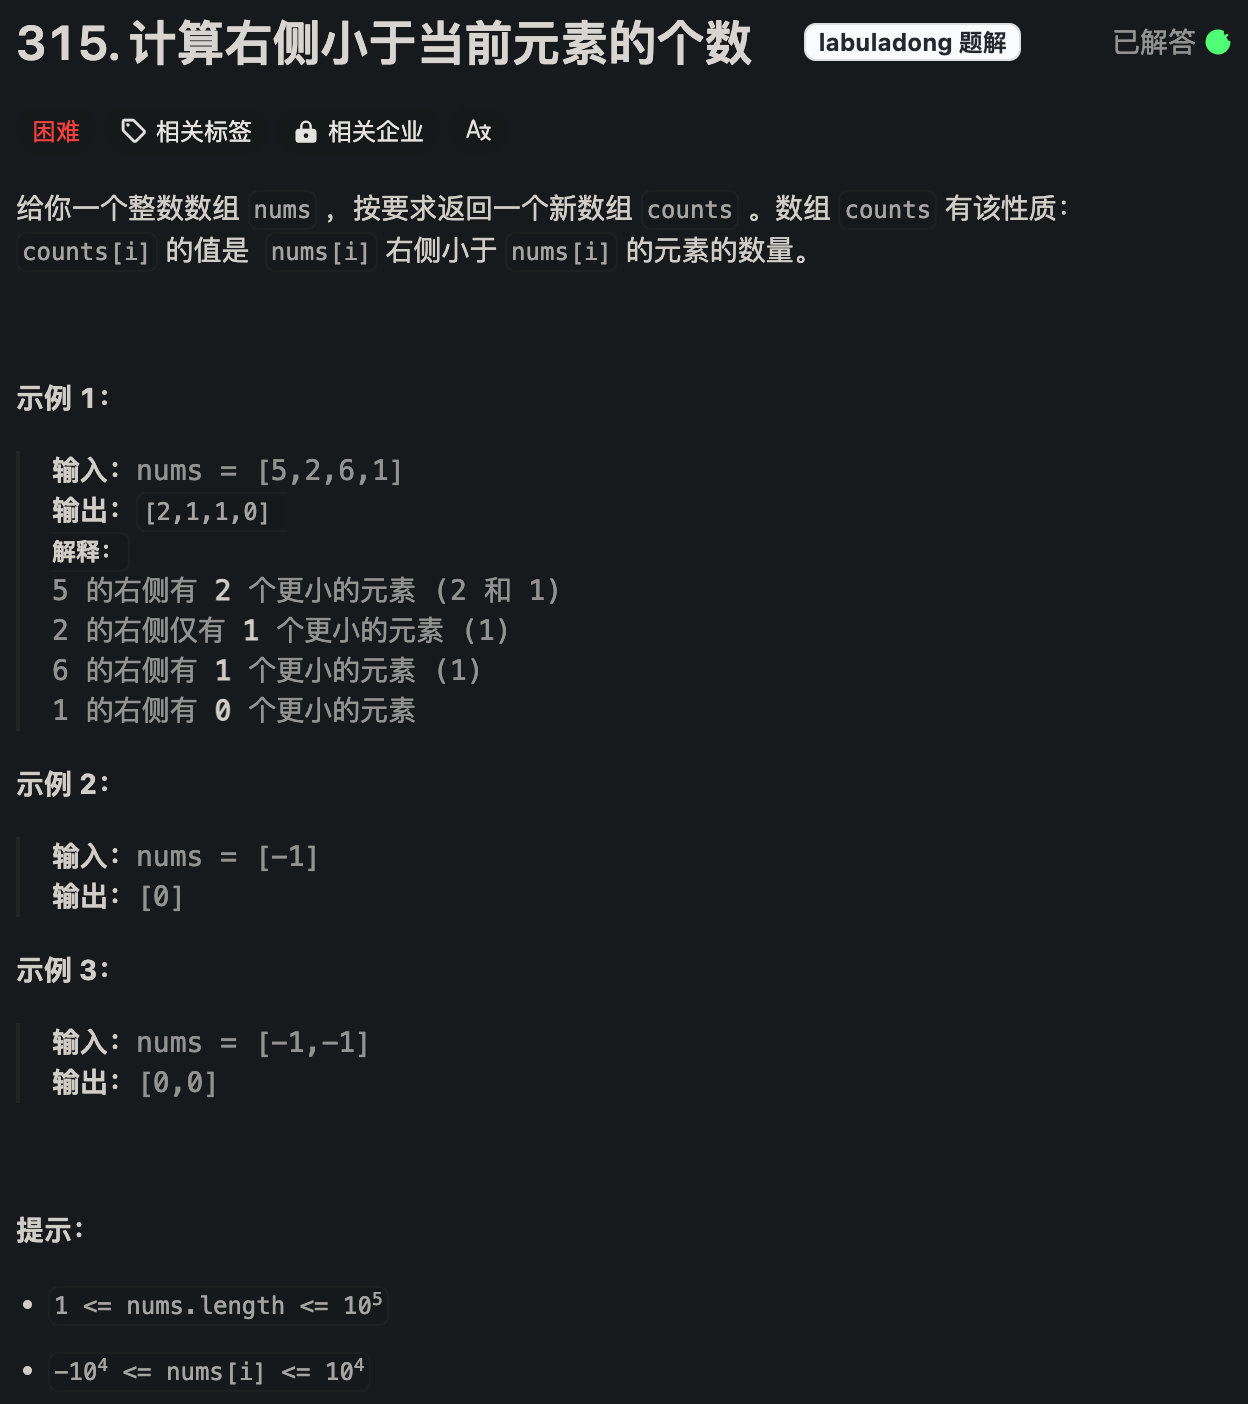 315. 计算右侧小于当前元素的个数 labuladong 题解 已解答
困难 相关标签 相关企业
给你一个整数数组 nums ，按要求返回一个新数组 counts 。数组 counts 有该性质：
counts[i] 的值是 nums[i] 右侧小于 nums[i] 的元素的数量。
示例 1：
输入：nums = [5,2,6,1]
输出：[2,1,1,0]
解释：
5 的右侧有 2 个更小的元素 (2 和 1)
2 的右侧仅有 1 个更小的元素 (1)
6 的右侧有 1 个更小的元素 (1)
1 的右侧有 0 个更小的元素
示例 2：
输入：nums = [-1]
输出：[0]
示例 3：
输入：nums = [-1,-1]
输出：[0,0]
提示：
• 1 <= nums.length <= 10⁵
• -10⁴ <= nums[i] <= 10⁴